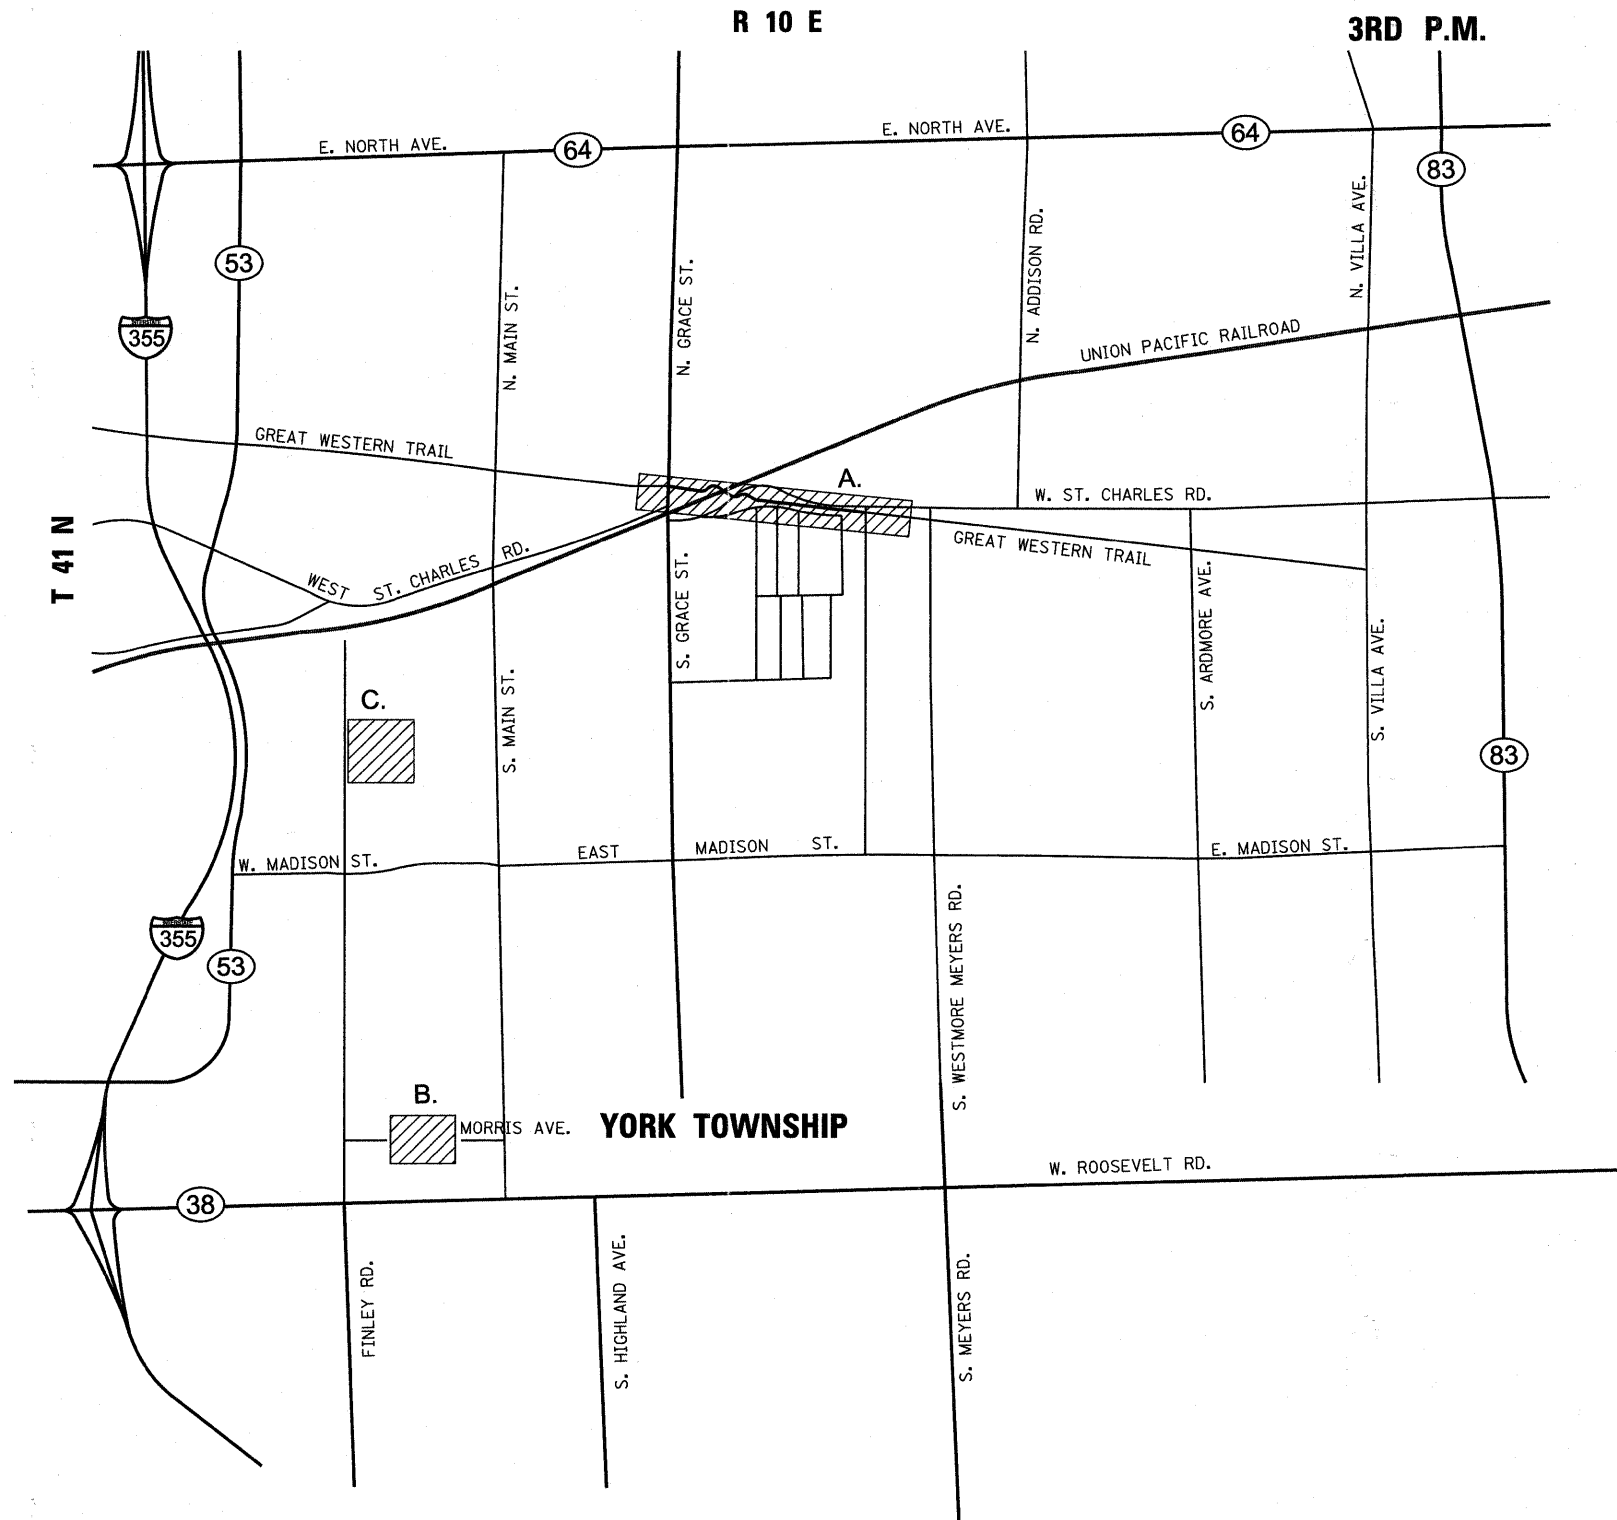 R 10 E
3RD P.M.
E. NORTH AVE.
64
E. NORTH AVE.
64
83
53
355
N. MAIN ST.
N. GRACE ST.
N. ADDISON RD.
N. VILLA AVE.
UNION PACIFIC RAILROAD
GREAT WESTERN TRAIL
A.
W. ST. CHARLES RD.
GREAT WESTERN TRAIL
T 41 N
WEST ST. CHARLES RD.
S. GRACE ST.
S. ARDMORE AVE.
S. VILLA AVE.
C.
S. MAIN ST.
83
W. MADISON ST.
EAST MADISON ST.
E. MADISON ST.
355
53
S. WESTMORE MEYERS RD.
B.
MORRIS AVE.
YORK TOWNSHIP
W. ROOSEVELT RD.
38
FINLEY RD.
S. HIGHLAND AVE.
S. MEYERS RD.